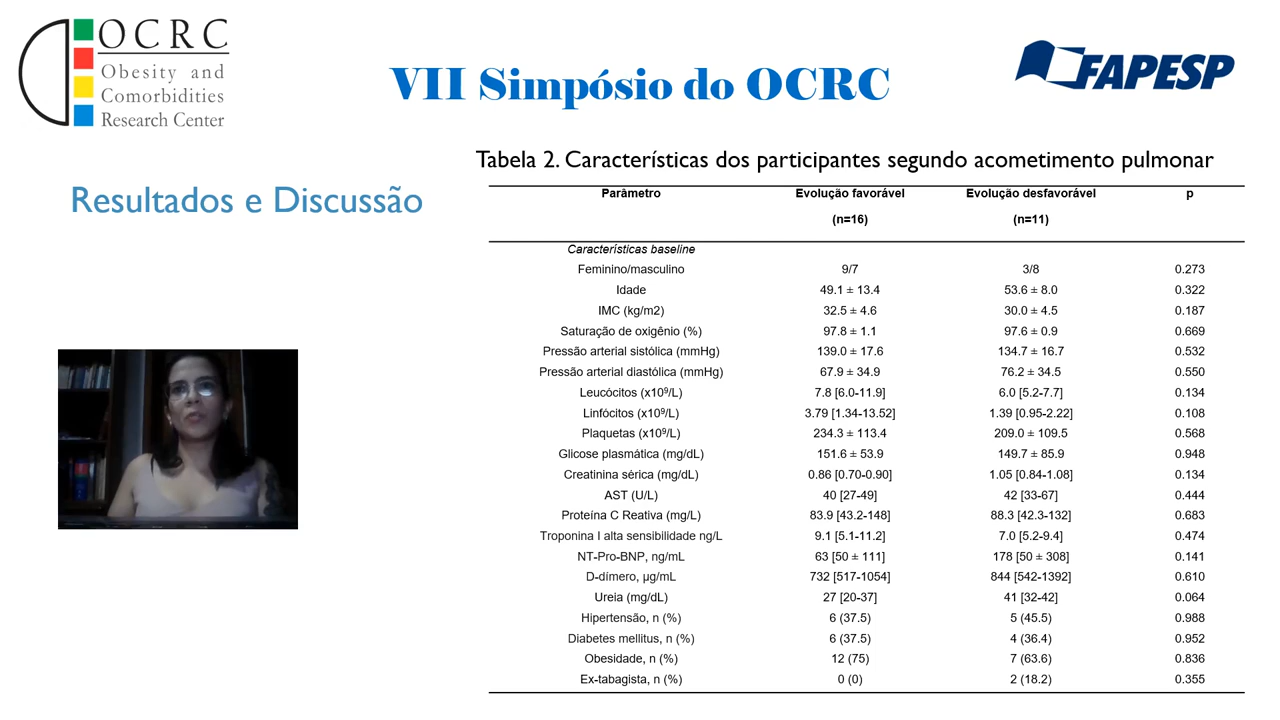 OCRC
Obesity and
Comorbidities
Research Center
VII Simpósio do OCRC
FAPESP
Resultados e Discussão
Tabela 2. Características dos participantes segundo acometimento pulmonar
Parâmetro Evolução favorável Evolução desfavorável p
(n=16) (n=11)
Características baseline
Feminino/masculino 9/7 3/8 0.273
Idade 49.1 ± 13.4 53.6 ± 8.0 0.322
IMC (kg/m2) 32.5 ± 4.6 30.0 ± 4.5 0.187
Saturação de oxigênio (%) 97.8 ± 1.1 97.6 ± 0.9 0.669
Pressão arterial sistólica (mmHg) 139.0 ± 17.6 134.7 ± 16.7 0.532
Pressão arterial diastólica (mmHg) 67.9 ± 34.9 76.2 ± 34.5 0.550
Leucócitos (x10⁹/L) 7.8 [6.0-11.9] 6.0 [5.2-7.7] 0.134
Linfócitos (x10⁹/L) 3.79 [1.34-13.52] 1.39 [0.95-2.22] 0.108
Plaquetas (x10⁹/L) 234.3 ± 113.4 209.0 ± 109.5 0.568
Glicose plasmática (mg/dL) 151.6 ± 53.9 149.7 ± 85.9 0.948
Creatinina sérica (mg/dL) 0.86 [0.70-0.90] 1.05 [0.84-1.08] 0.134
AST (U/L) 40 [27-49] 42 [33-67] 0.444
Proteína C Reativa (mg/L) 83.9 [43.2-148] 88.3 [42.3-132] 0.683
Troponina I alta sensibilidade ng/L 9.1 [5.1-11.2] 7.0 [5.2-9.4] 0.474
NT-Pro-BNP, ng/mL 63 [50 ± 111] 178 [50 ± 308] 0.141
D-dímero, µg/mL 732 [517-1054] 844 [542-1392] 0.610
Ureia (mg/dL) 27 [20-37] 41 [32-42] 0.064
Hipertensão, n (%) 6 (37.5) 5 (45.5) 0.988
Diabetes mellitus, n (%) 6 (37.5) 4 (36.4) 0.952
Obesidade, n (%) 12 (75) 7 (63.6) 0.836
Ex-tabagista, n (%) 0 (0) 2 (18.2) 0.355